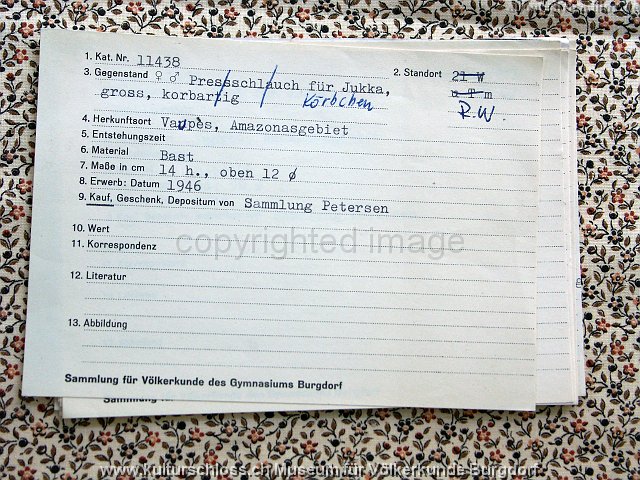 1. Kat. Nr. 11438
2. Standort 21 W
3. Gegenstand ♀ ♂ Pressschlauch für Jukka,
u T m
gross, korbartig Körbchen
R.W.
4. Herkunftsort Vaupès, Amazonasgebiet
5. Entstehungszeit
6. Material Bast
7. Maße in cm 14 h., oben 12 ø
8. Erwerb: Datum 1946
9. Kauf, Geschenk, Depositum von Sammlung Petersen
10. Wert
copyrighted image
11. Korrespondenz
12. Literatur
13. Abbildung
Sammlung für Völkerkunde des Gymnasiums Burgdorf
Sammlung fü
www.kulturschloss.ch Museum für Völkerkunde Burgdorf